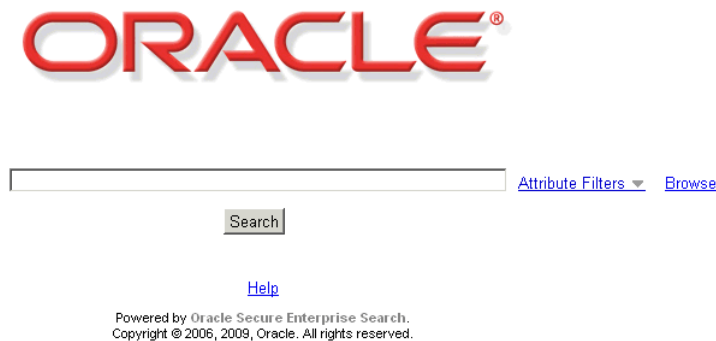 ORACLE®
Attribute Filters Browse
Search
Help
Powered by Oracle Secure Enterprise Search.
Copyright © 2006, 2009, Oracle. All rights reserved.